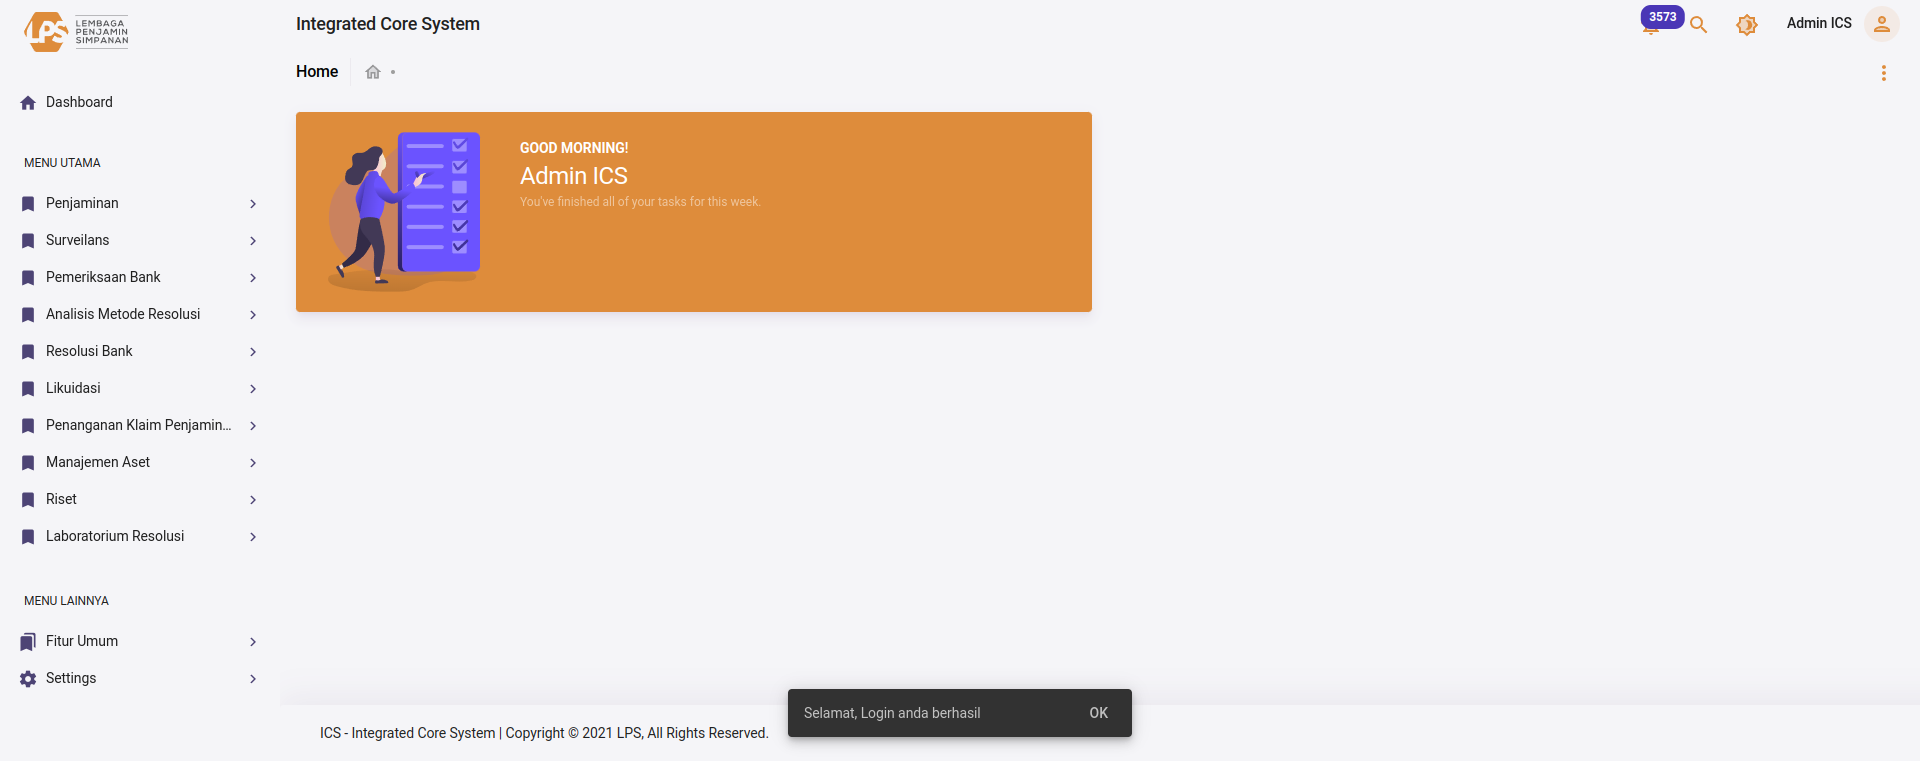 LPS
LEMBAGA
PENJAMIN
SIMPANAN
Integrated Core System
3573
Admin ICS
Home
Dashboard
MENU UTAMA
Penjaminan
Surveilans
Pemeriksaan Bank
Analisis Metode Resolusi
Resolusi Bank
Likuidasi
Penanganan Klaim Penjamin...
Manajemen Aset
Riset
Laboratorium Resolusi
MENU LAINNYA
Fitur Umum
Settings
GOOD MORNING!
Admin ICS
You've finished all of your tasks for this week.
Selamat, Login anda berhasil OK
ICS - Integrated Core System | Copyright © 2021 LPS, All Rights Reserved.